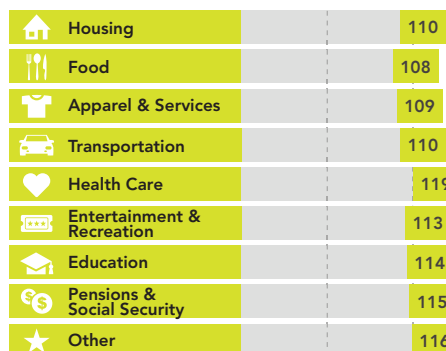 Housing 110
Food 108
Apparel & Services 109
Transportation 110
Health Care 119
Entertainment &
Recreation 113
Education 114
Pensions &
Social Security 115
Other 116